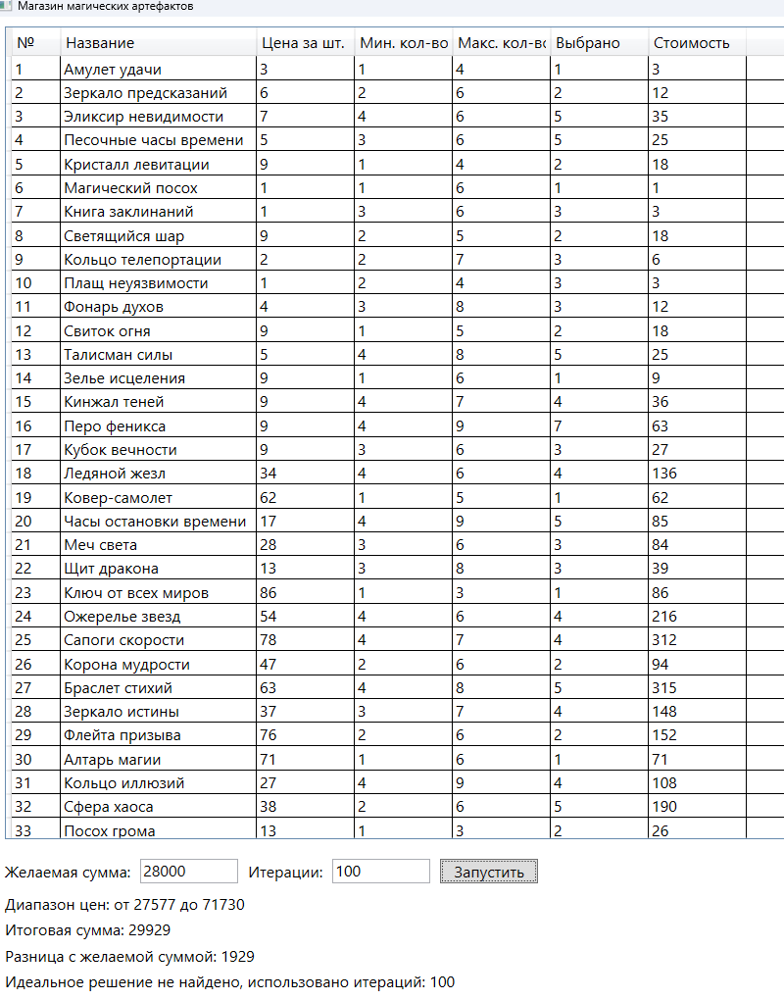 Магазин магических артефактов
№ Название Цена за шт. Мин. кол-во Макс. кол-во Выбрано Стоимость
1 Амулет удачи 3 1 4 1 3
2 Зеркало предсказаний 6 2 6 2 12
3 Эликсир невидимости 7 4 6 5 35
4 Песочные часы времени 5 3 6 5 25
5 Кристалл левитации 9 1 4 2 18
6 Магический посох 1 1 6 1 1
7 Книга заклинаний 1 3 6 3 3
8 Светящийся шар 9 2 5 2 18
9 Кольцо телепортации 2 2 7 3 6
10 Плащ неуязвимости 1 2 4 3 3
11 Фонарь духов 4 3 8 3 12
12 Свиток огня 9 1 5 2 18
13 Талисман силы 5 4 8 5 25
14 Зелье исцеления 9 1 6 1 9
15 Кинжал теней 9 4 7 4 36
16 Перо феникса 9 4 9 7 63
17 Кубок вечности 9 3 6 3 27
18 Ледяной жезл 34 4 6 4 136
19 Ковер-самолет 62 1 5 1 62
20 Часы остановки времени 17 4 9 5 85
21 Меч света 28 3 6 3 84
22 Щит дракона 13 3 8 3 39
23 Ключ от всех миров 86 1 3 1 86
24 Ожерелье звезд 54 4 6 4 216
25 Сапоги скорости 78 4 7 4 312
26 Корона мудрости 47 2 6 2 94
27 Браслет стихий 63 4 8 5 315
28 Зеркало истины 37 3 7 4 148
29 Флейта призыва 76 2 6 2 152
30 Алтарь магии 71 1 6 1 71
31 Кольцо иллюзий 27 4 9 4 108
32 Сфера хаоса 38 2 6 5 190
33 Посох грома 13 1 3 2 26
Желаемая сумма: 28000 Итерации: 100 Запустить
Диапазон цен: от 27577 до 71730
Итоговая сумма: 29929
Разница с желаемой суммой: 1929
Идеальное решение не найдено, использовано итераций: 100